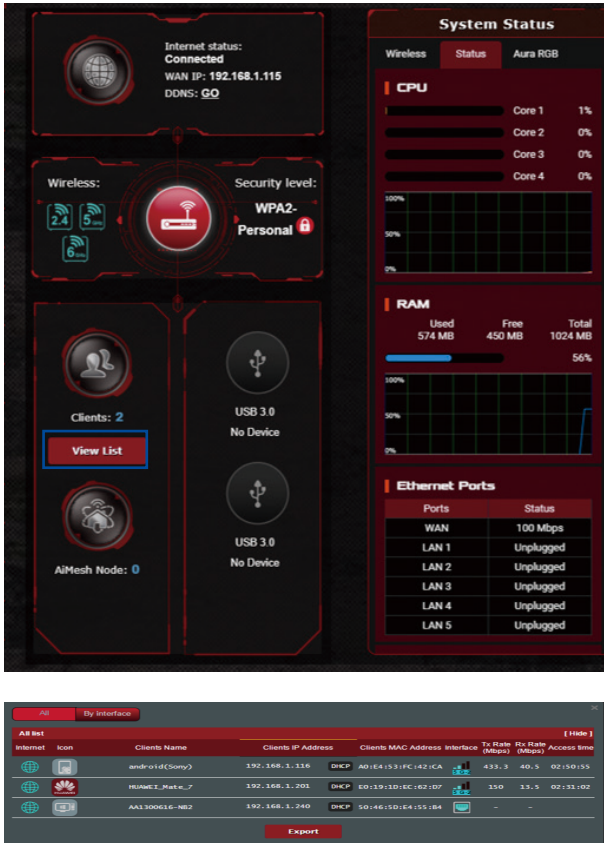 System Status
Internet status:
Connected
WAN IP: 192.168.1.115
DDNS: GO
Wireless:
2.4
5
6
Security level:
WPA2-
Personal
Clients: 2
View List
AiMesh Node: 0
USB 3.0
No Device
USB 3.0
No Device
Wireless Status Aura RGB
CPU
Core 1 1%
Core 2 0%
Core 3 0%
Core 4 0%
100%
50%
0%
RAM
Used Free Total
574 MB 450 MB 1024 MB
56%
100%
50%
0%
Ethernet Ports
Ports Status
WAN 100 Mbps
LAN 1 Unplugged
LAN 2 Unplugged
LAN 3 Unplugged
LAN 4 Unplugged
LAN 5 Unplugged
All By interface
All list [ Hide ]
Internet Icon Clients Name Clients IP Address Clients MAC Address Interface Tx Rate (Mbps) Rx Rate (Mbps) Access time
android(Sony) 192.168.1.116 DHCP A0:E4:53:FC:42:CA 433.3 40.5 02:50:55
HUAWEI_Mate_7 192.168.1.201 DHCP E0:19:1D:EC:62:D7 150 13.5 02:31:02
AA1300616-NB2 192.168.1.240 DHCP 50:46:5D:E4:55:B4 - -
Export